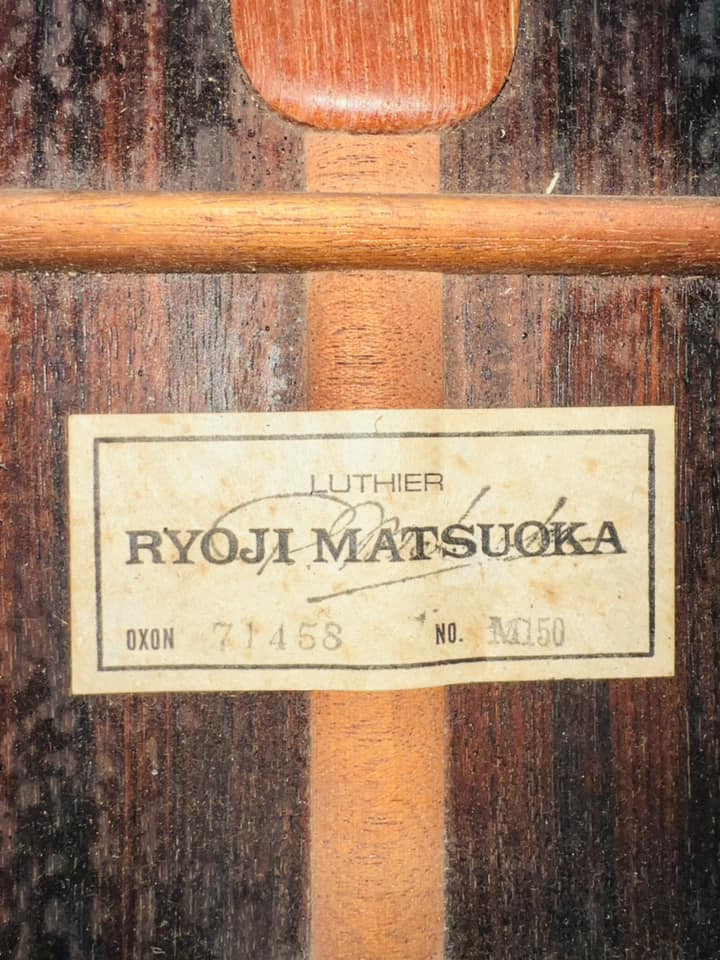 LUTHIER
RYOJI MATSUOKA
OXON 71458 NO. M150